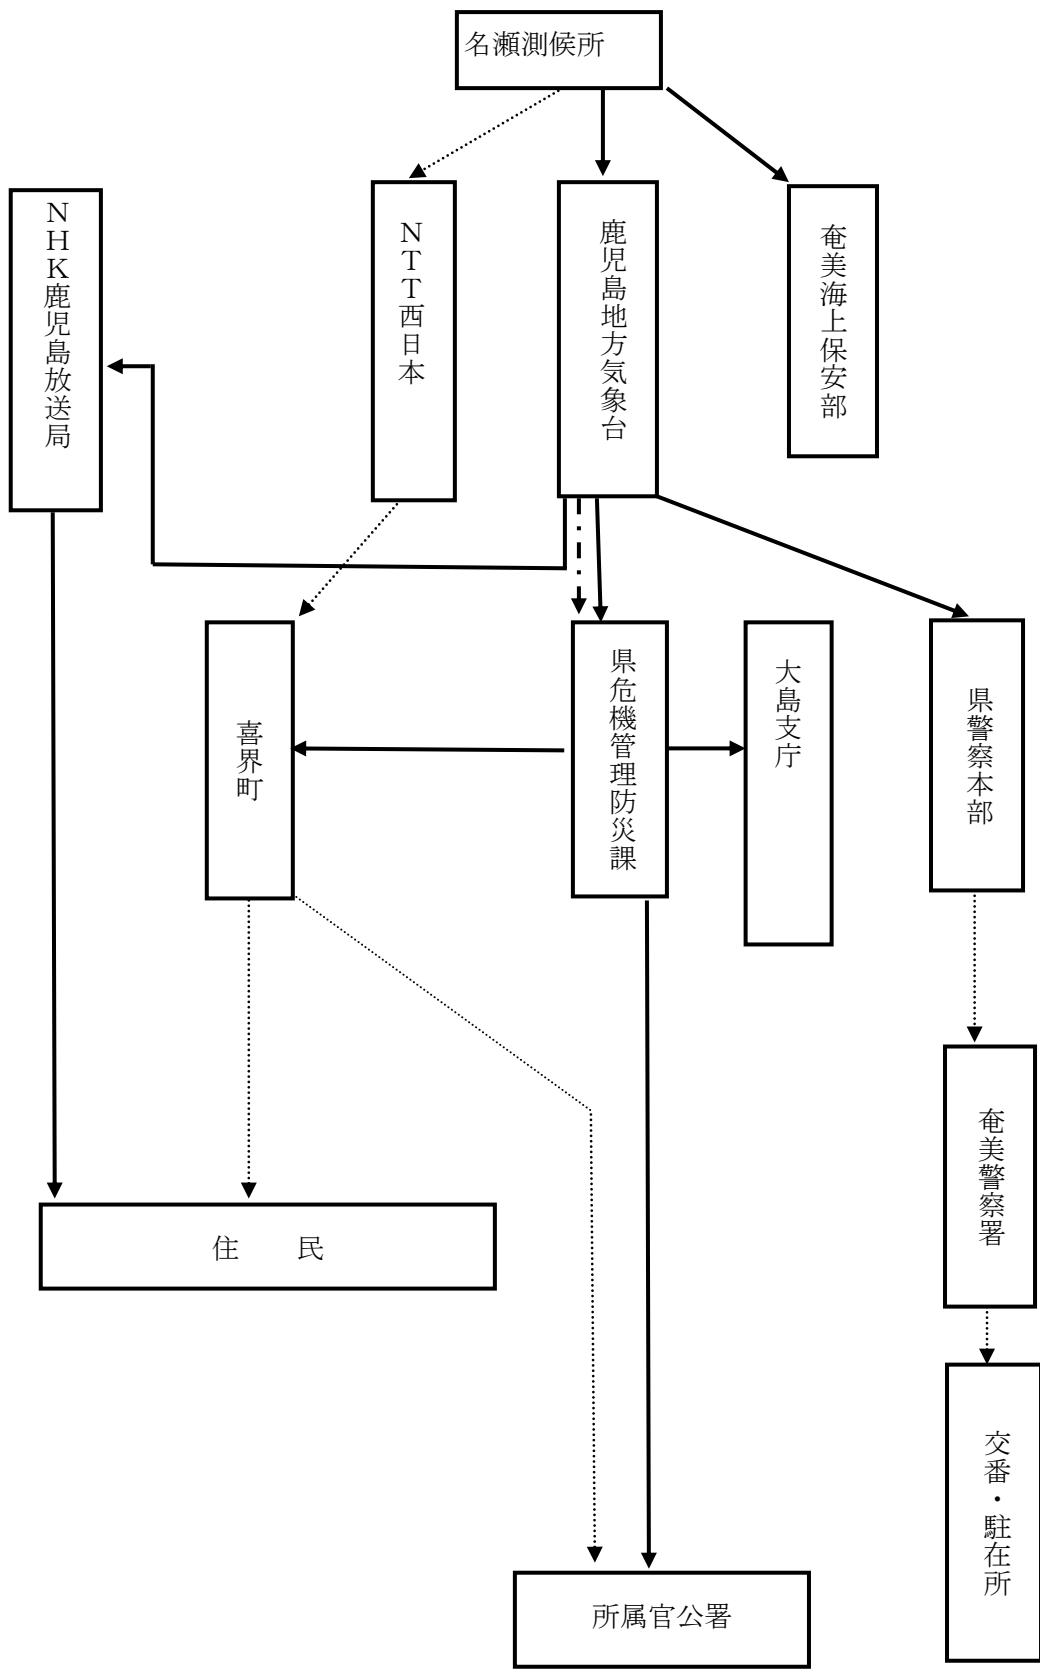 名瀬測候所
NHK鹿児島放送局
NTT西日本
鹿児島地方気象台
奄美海上保安部
喜界町
県危機管理防災課
大島支庁
県警察本部
奄美警察署
住　　民
交番・駐在所
所属官公署